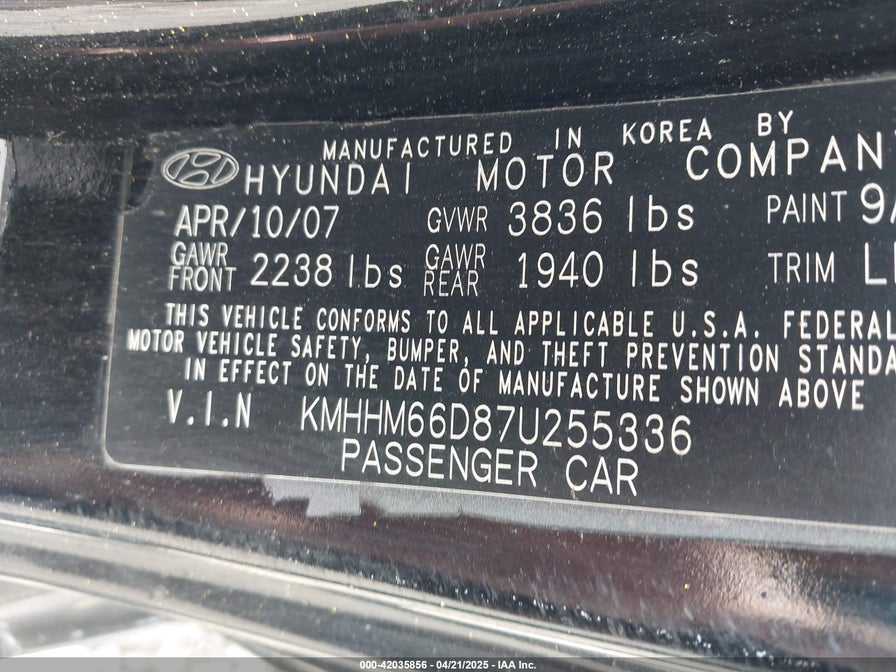 MANUFACTURED IN KOREA BY
HYUNDAI MOTOR COMPAN
APR/10/07 GVWR 3836 lbs PAINT 9
GAWR FRONT 2238 lbs GAWR REAR 1940 lbs TRIM L
THIS VEHICLE CONFORMS TO ALL APPLICABLE U.S.A. FEDERAL
MOTOR VEHICLE SAFETY, BUMPER, AND THEFT PREVENTION STANDA
IN EFFECT ON THE DATE OF MANUFACTURE SHOWN ABOVE
V.I.N KMHHM66D87U255336
PASSENGER CAR
000-42035856 - 04/21/2025 - IAA Inc.